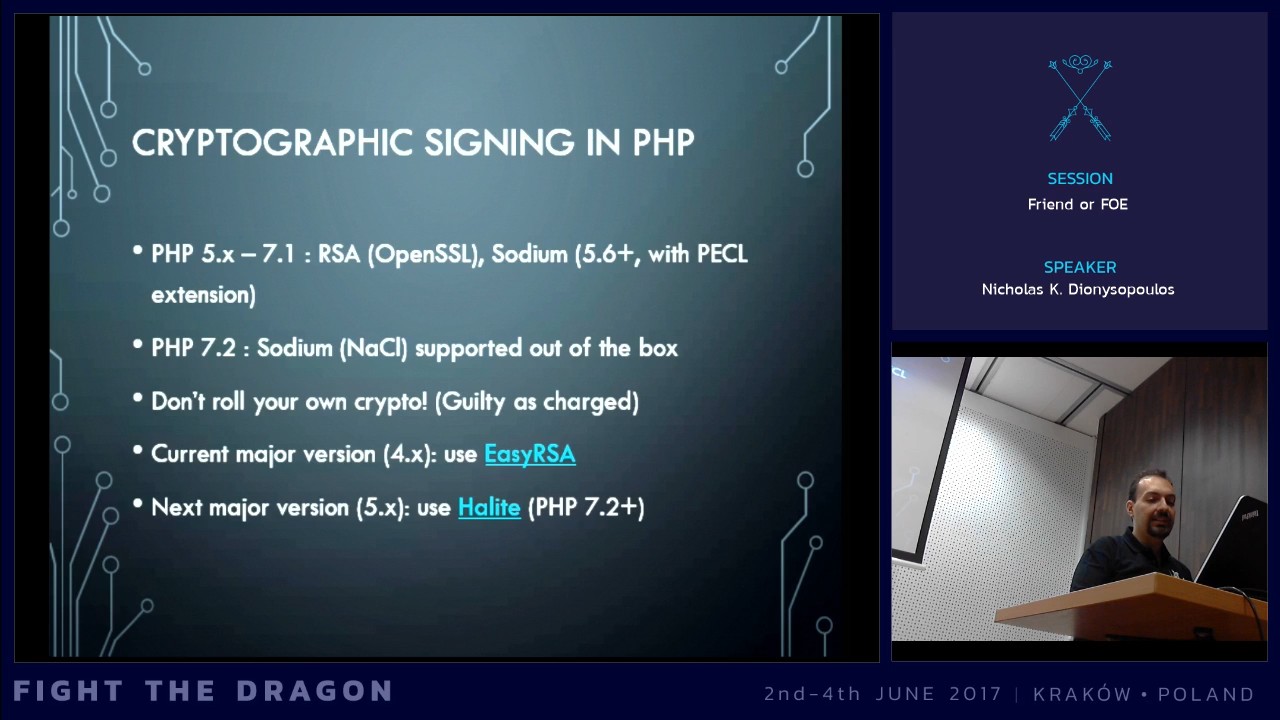 CRYPTOGRAPHIC SIGNING IN PHP
• PHP 5.x – 7.1 : RSA (OpenSSL), Sodium (5.6+, with PECL
extension)
• PHP 7.2 : Sodium (NaCl) supported out of the box
• Don't roll your own crypto! (Guilty as charged)
• Current major version (4.x): use EasyRSA
• Next major version (5.x): use Halite (PHP 7.2+)
SESSION
Friend or FOE
SPEAKER
Nicholas K. Dionysopoulos
CL
FIGHT THE DRAGON
2nd-4th JUNE 2017 | KRAKÓW • POLAND